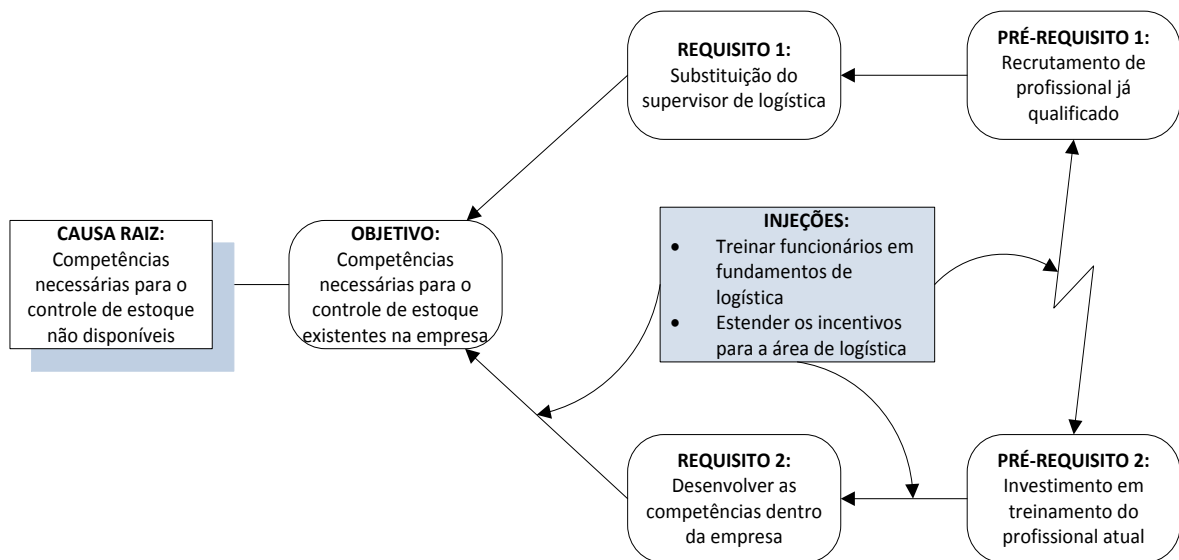 REQUISITO 1:
Substituição do
supervisor de logística
PRÉ-REQUISITO 1:
Recrutamento de
profissional já
qualificado
CAUSA RAIZ:
Competências
necessárias para o
controle de estoque
não disponíveis
OBJETIVO:
Competências
necessárias para o
controle de estoque
existentes na empresa
INJEÇÕES:
• Treinar funcionários em
fundamentos de
logística
• Estender os incentivos
para a área de logística
REQUISITO 2:
Desenvolver as
competências dentro
da empresa
PRÉ-REQUISITO 2:
Investimento em
treinamento do
profissional atual